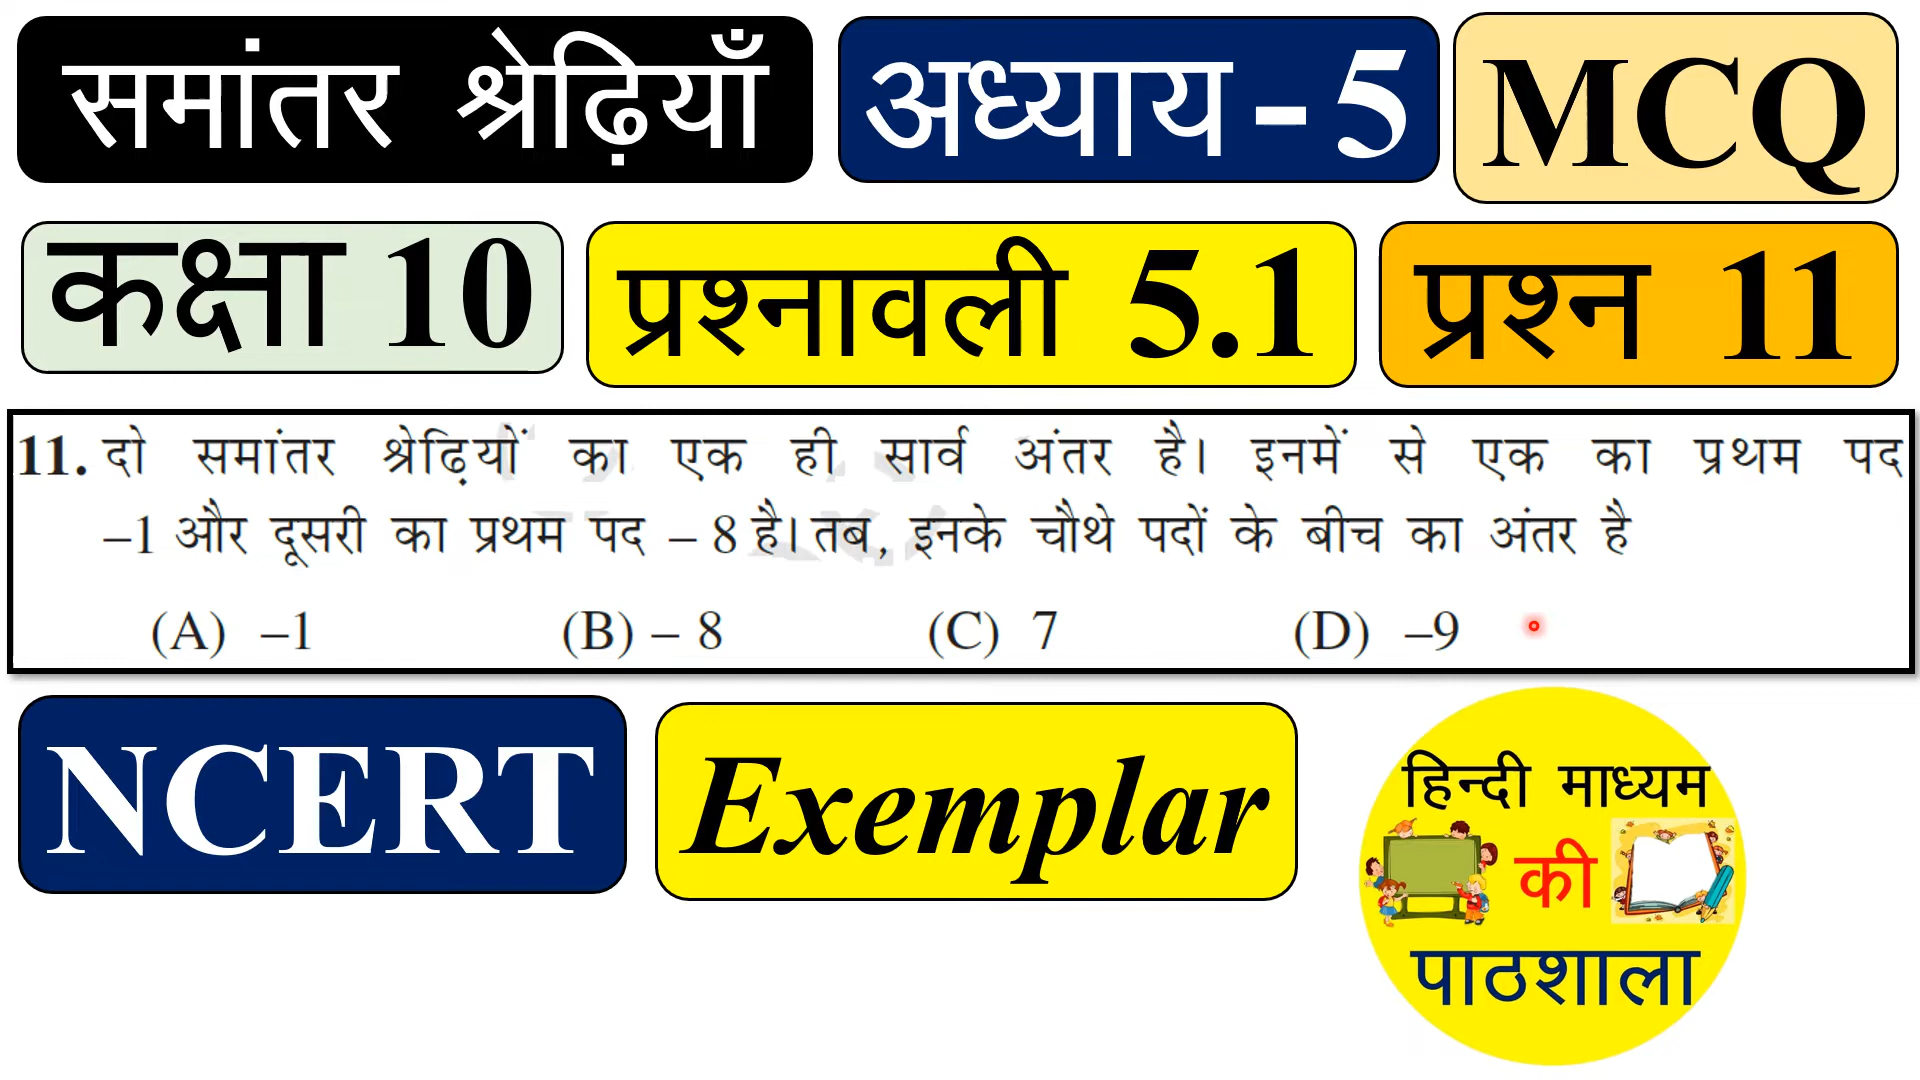 समांतर श्रेढ़ियाँ
अध्याय - 5
MCQ
कक्षा 10
प्रश्नावली 5.1
प्रश्न 11
11. दो समांतर श्रेढ़ियों का एक ही सार्व अंतर है। इनमें से एक का प्रथम पद
–1 और दूसरी का प्रथम पद – 8 है। तब, इनके चौथे पदों के बीच का अंतर है
(A) –1 (B) – 8 (C) 7 (D) –9
NCERT
Exemplar
हिन्दी माध्यम
की
पाठशाला